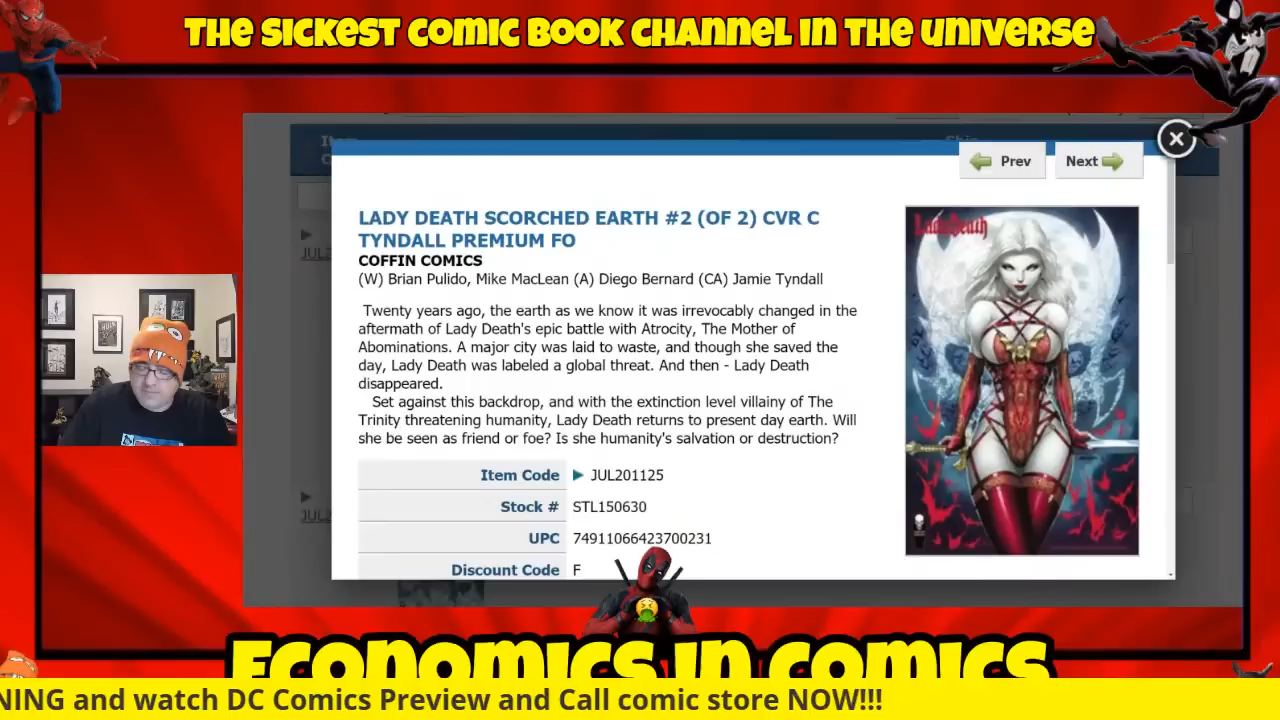 THE SICKEST COMIC BOOK CHANNEL IN THE UNIVERSE
Prev
Next
LADY DEATH SCORCHED EARTH #2 (OF 2) CVR C
TYNDALL PREMIUM FO
COFFIN COMICS
(W) Brian Pulido, Mike MacLean (A) Diego Bernard (CA) Jamie Tyndall
Twenty years ago, the earth as we know it was irrevocably changed in the
aftermath of Lady Death's epic battle with Atrocity, The Mother of
Abominations. A major city was laid to waste, and though she saved the
day, Lady Death was labeled a global threat. And then - Lady Death
disappeared.
Set against this backdrop, and with the extinction level villainy of The
Trinity threatening humanity, Lady Death returns to present day earth. Will
she be seen as friend or foe? Is she humanity's salvation or destruction?
Item Code JUL201125
Stock # STL150630
UPC 74911066423700231
Discount Code F
Lady Death
ECONOMICS IN COMICS
NING and watch DC Comics Preview and Call comic store NOW!!!